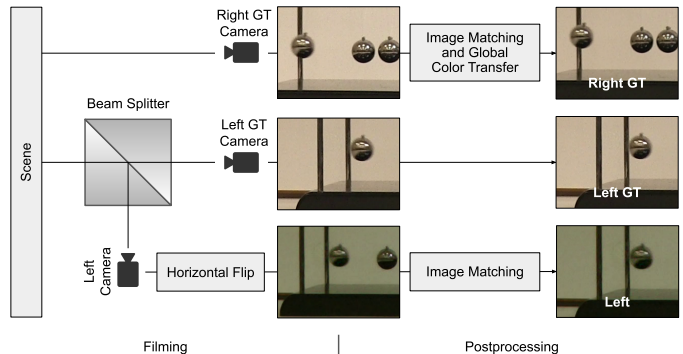 Right GT
Camera
Image Matching
and Global
Color Transfer
Right GT
Beam Splitter
Left GT
Camera
Scene
Left GT
Left
Camera
Horizontal Flip
Image Matching
Left
Filming
Postprocessing